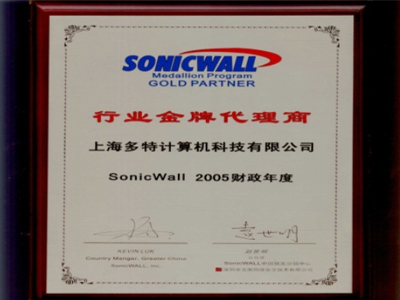 SONICWALL
Medallion Program
GOLD PARTNER
行业金牌代理商
上海多特计算机科技有限公司
SonicWall 2005财政年度
Country Manger, Greater China
SonicWALL, Inc.